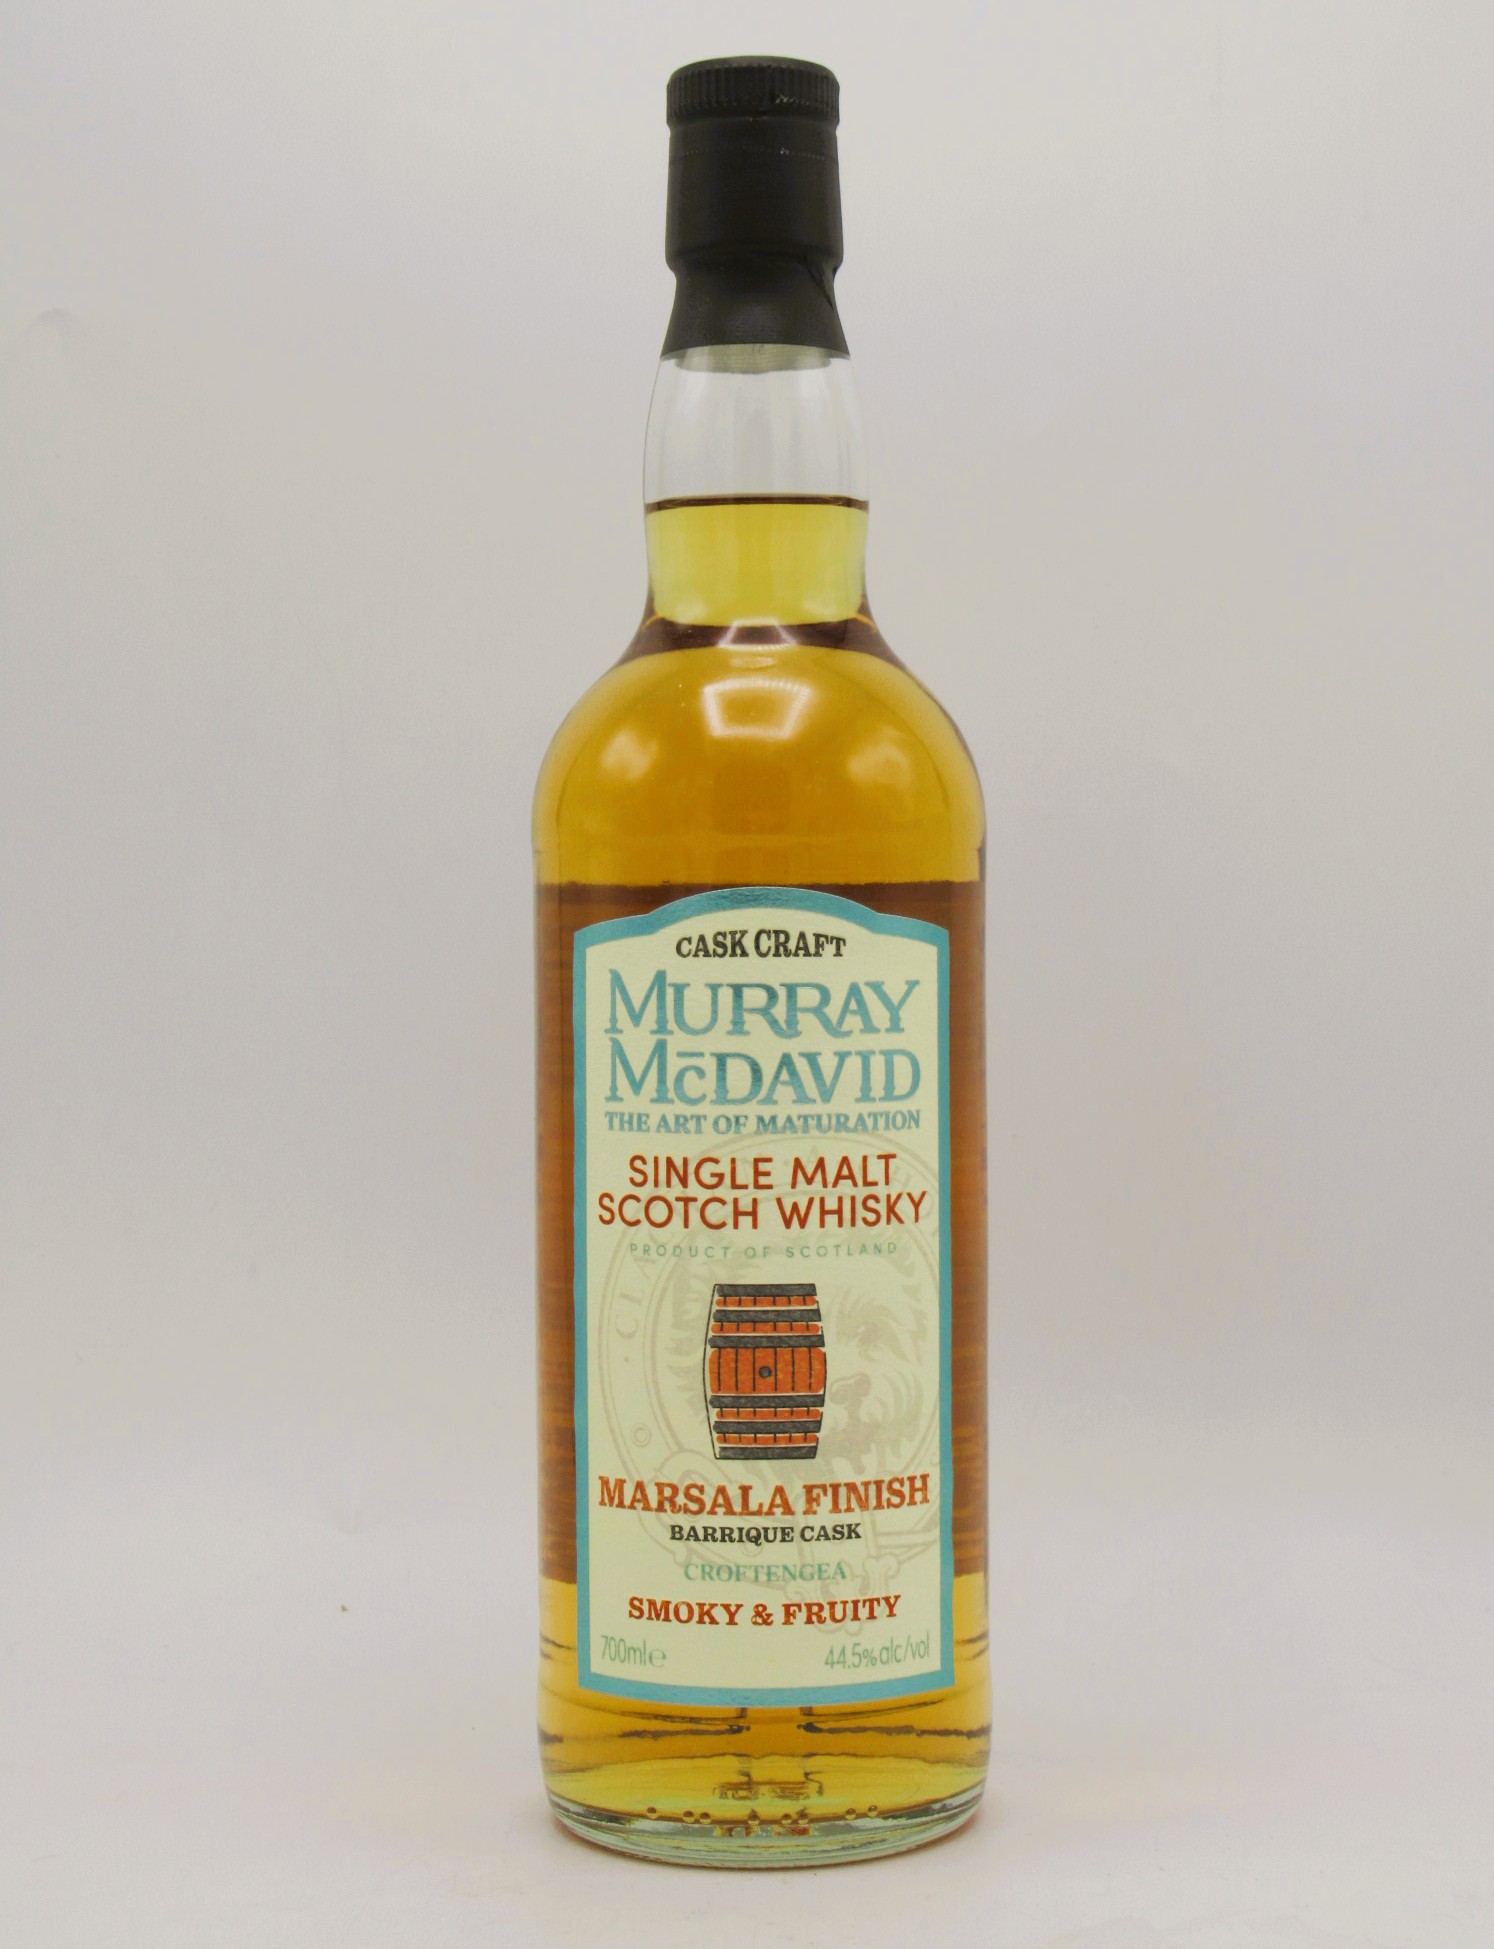 CASK CRAFT
MURRAY
McDAVID
THE ART OF MATURATION
SINGLE MALT
SCOTCH WHISKY
PRODUCT OF SCOTLAND
MARSALA FINISH
BARRIQUE CASK
CROFTENGEA
SMOKY & FRUITY
700ml℮ 44.5%alc/vol